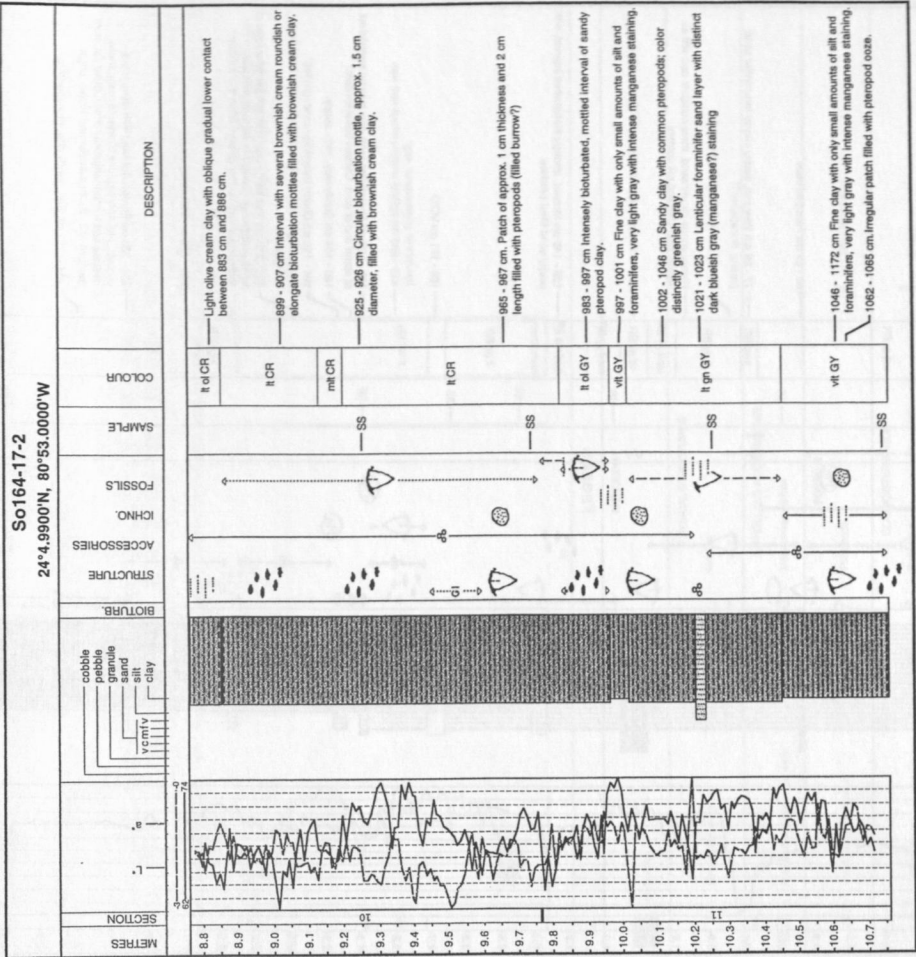 So164-17-2
24°4.9900'N, 80°53.0000'W
METRES
SECTION
L*
a*
cobble
pebble
granule
sand
silt
clay
v c m f v
BIOTURB.
STRUCTURE
ACCESSORIES
ICHNO.
FOSSILS
SAMPLE
COLOUR
DESCRIPTION
62
74
8.8
8.9
9.0
9.1
9.2
9.3
9.4
9.5
9.6
9.7
9.8
9.9
10.0
10.1
10.2
10.3
10.4
10.5
10.6
10.7
10
11
SS
SS
SS
SS
lt ol CR
lt CR
mlt CR
lt CR
lt ol GY
vlt GY
lt gn GY
vlt GY
Light olive cream clay with oblique gradual lower contact
between 883 cm and 886 cm.
899 - 907 cm Interval with several brownish cream roundish or
elongate bioturbation mottles filled with brownish cream clay.
925 - 926 cm Circular bioturbation mottle, approx. 1.5 cm
diameter, filled with brownish cream clay.
965 - 967 cm. Patch of approx. 1 cm thickness and 2 cm
length filled with pteropods (filled burrow?)
983 - 997 cm Intensely bioturbated, mottled interval of sandy
pteropod clay.
997 - 1001 cm Fine clay with only small amounts of silt and
foraminifers, very light gray with intense manganese staining.
1002 - 1046 cm Sandy clay with common pteropods; color
distinctly greenish gray.
1021 - 1023 cm Lenticular foraminifer sand layer with distinct
dark blueish gray (manganese?) staining
1046 - 1172 cm Fine clay with only small amounts of silt and
foraminifers, very light gray with intense manganese staining.
1062 - 1065 cm.Irregular patch filled with pteropod ooze.